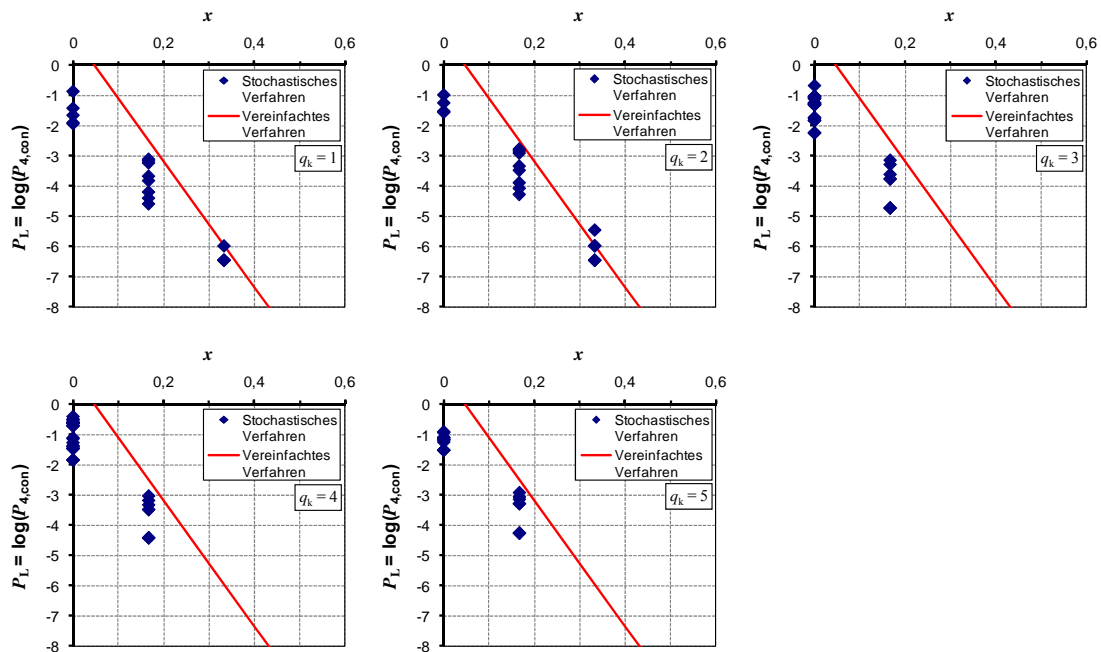 x
0 0,2 0,4 0,6
P_L = log(P_4,con)
0
-1
-2
-3
-4
-5
-6
-7
-8
Stochastisches
Verfahren
Vereinfachtes
Verfahren
q_k = 1
x
0 0,2 0,4 0,6
P_L = log(P_4,con)
0
-1
-2
-3
-4
-5
-6
-7
-8
Stochastisches
Verfahren
Vereinfachtes
Verfahren
q_k = 2
x
0 0,2 0,4 0,6
P_L = log(P_4,con)
0
-1
-2
-3
-4
-5
-6
-7
-8
Stochastisches
Verfahren
Vereinfachtes
Verfahren
q_k = 3
x
0 0,2 0,4 0,6
P_L = log(P_4,con)
0
-1
-2
-3
-4
-5
-6
-7
-8
Stochastisches
Verfahren
Vereinfachtes
Verfahren
q_k = 4
x
0 0,2 0,4 0,6
P_L = log(P_4,con)
0
-1
-2
-3
-4
-5
-6
-7
-8
Stochastisches
Verfahren
Vereinfachtes
Verfahren
q_k = 5